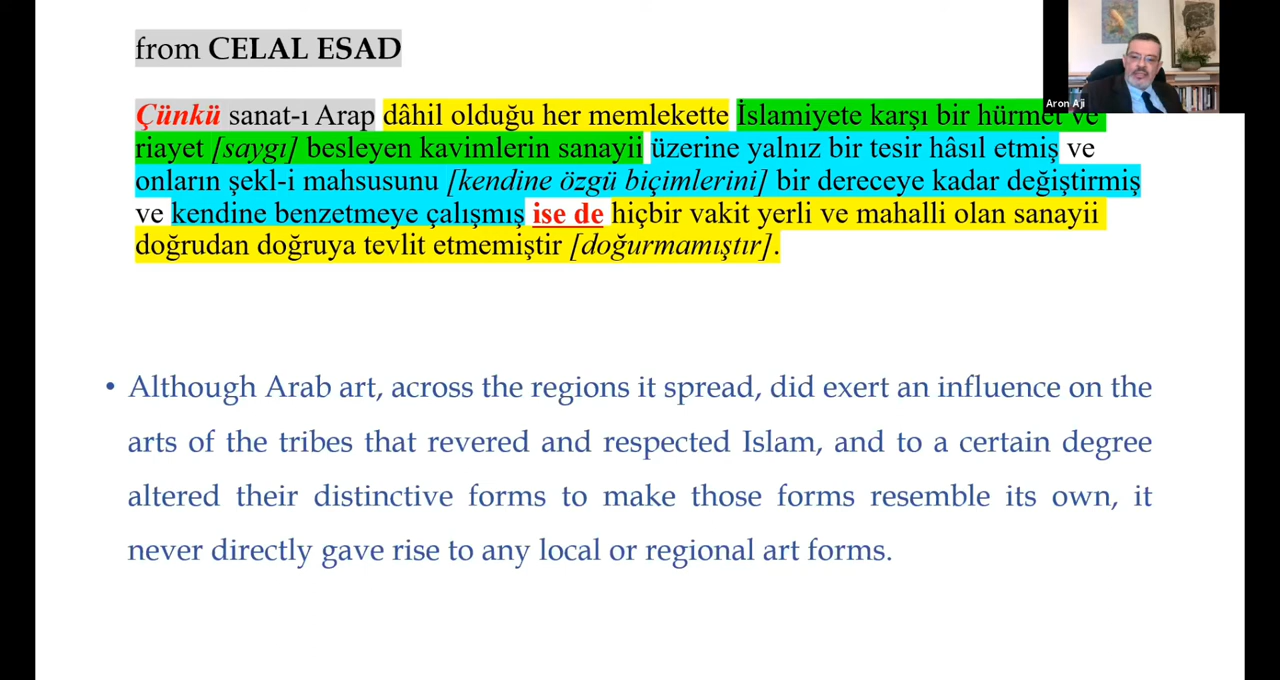 from CELAL ESAD
Aron Aji
Çünkü sanat-ı Arap dâhil olduğu her memlekette İslamiyete karşı bir hürmet ve
riayet [saygı] besleyen kavimlerin sanayii üzerine yalnız bir tesir hâsıl etmiş ve
onların şekl-i mahsusunu [kendine özgü biçimlerini] bir dereceye kadar değiştirmiş
ve kendine benzetmeye çalışmış ise de hiçbir vakit yerli ve mahalli olan sanayii
doğrudan doğruya tevlit etmemiştir [doğurmamıştır].
• Although Arab art, across the regions it spread, did exert an influence on the
arts of the tribes that revered and respected Islam, and to a certain degree
altered their distinctive forms to make those forms resemble its own, it
never directly gave rise to any local or regional art forms.